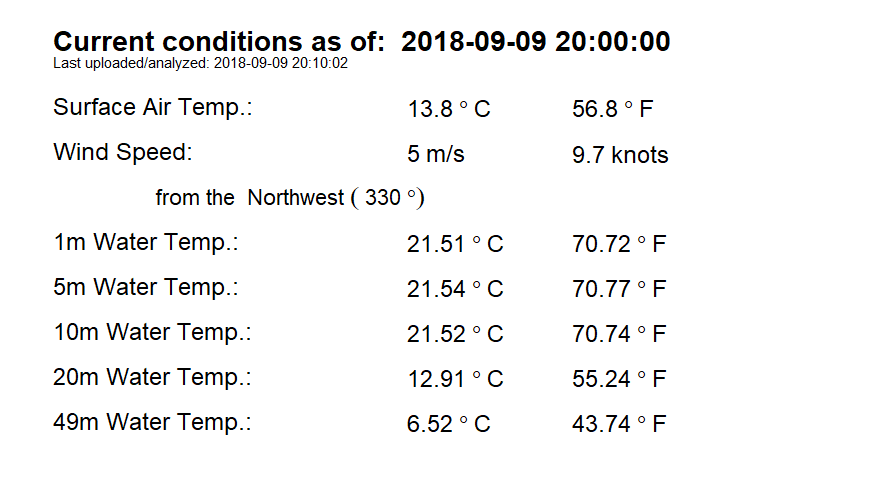 Current conditions as of: 2018-09-09 20:00:00
Last uploaded/analyzed: 2018-09-09 20:10:02
Surface Air Temp.: 13.8 ° C 56.8 ° F
Wind Speed: 5 m/s 9.7 knots
from the Northwest ( 330 °)
1m Water Temp.: 21.51 ° C 70.72 ° F
5m Water Temp.: 21.54 ° C 70.77 ° F
10m Water Temp.: 21.52 ° C 70.74 ° F
20m Water Temp.: 12.91 ° C 55.24 ° F
49m Water Temp.: 6.52 ° C 43.74 ° F